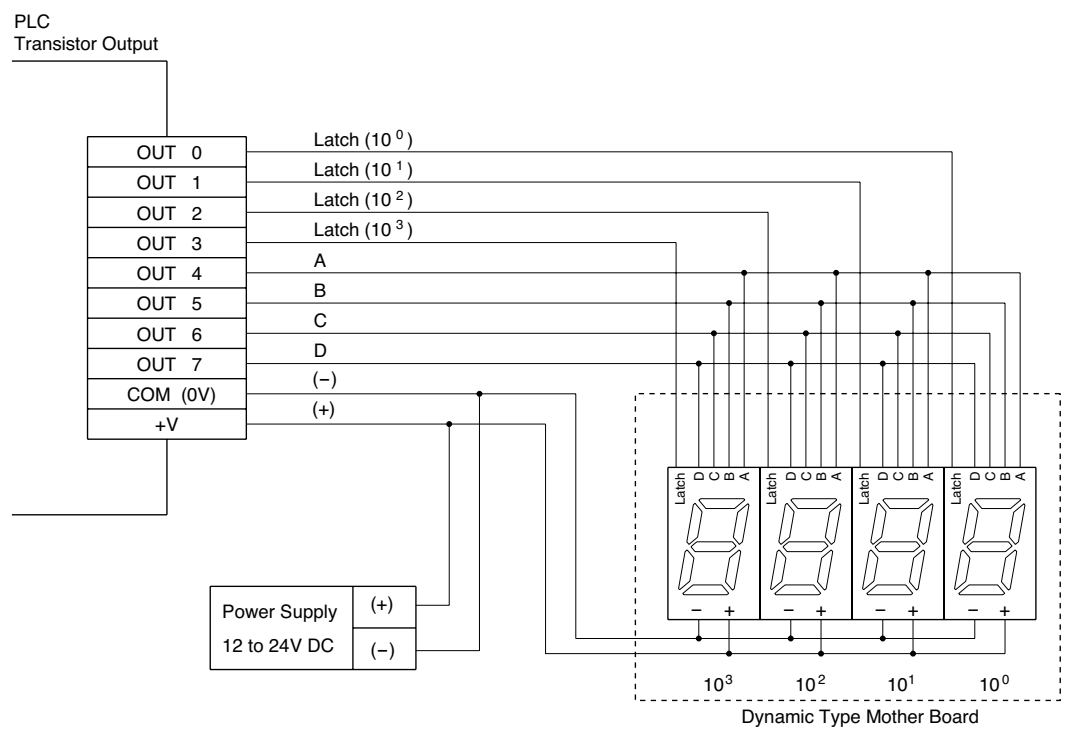 PLC
Transistor Output
OUT 0
OUT 1
OUT 2
OUT 3
OUT 4
OUT 5
OUT 6
OUT 7
COM (0V)
+V
Latch (10⁰)
Latch (10¹)
Latch (10²)
Latch (10³)
A
B
C
D
(−)
(+)
Latch D C B A
Latch D C B A
Latch D C B A
Latch D C B A
− +
− +
− +
− +
10³ 10² 10¹ 10⁰
Dynamic Type Mother Board
Power Supply
12 to 24V DC
(+)
(−)